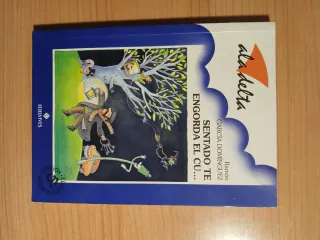 ala delta
Ramón
GARCÍA DOMÍNGUEZ
SENTADO TE
ENGORDA EL CU...
EDELVIVES